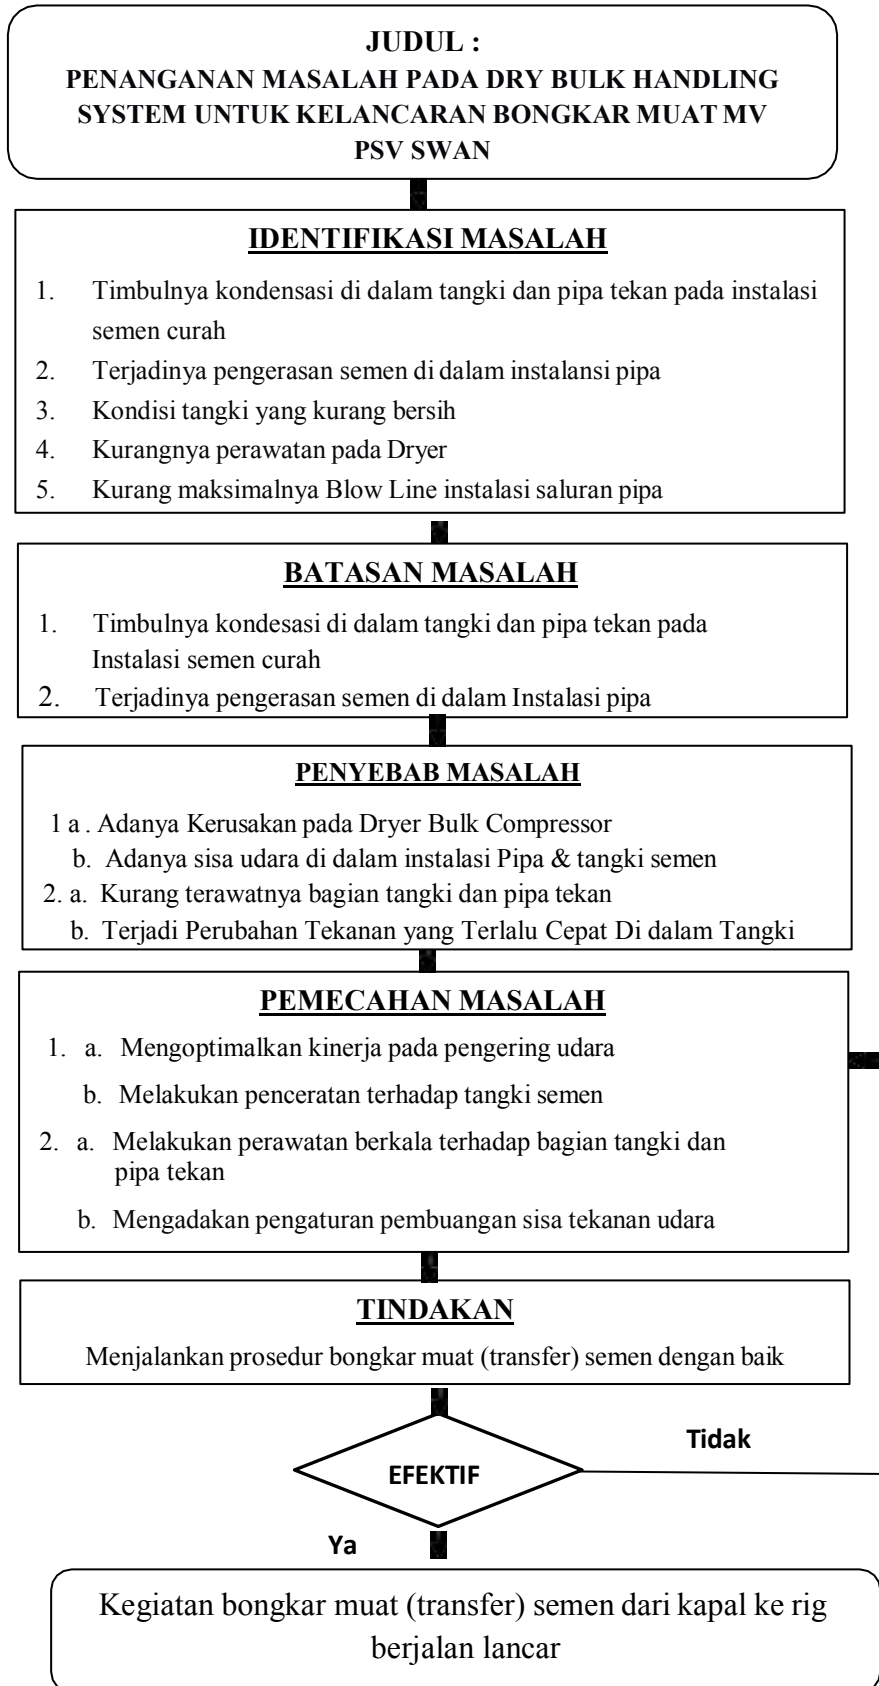 JUDUL :
PENANGANAN MASALAH PADA DRY BULK HANDLING
SYSTEM UNTUK KELANCARAN BONGKAR MUAT MV
PSV SWAN
IDENTIFIKASI MASALAH
1. Timbulnya kondensasi di dalam tangki dan pipa tekan pada instalasi
semen curah
2. Terjadinya pengerasan semen di dalam instalansi pipa
3. Kondisi tangki yang kurang bersih
4. Kurangnya perawatan pada Dryer
5. Kurang maksimalnya Blow Line instalasi saluran pipa
BATASAN MASALAH
1. Timbulnya kondesasi di dalam tangki dan pipa tekan pada
Instalasi semen curah
2. Terjadinya pengerasan semen di dalam Instalasi pipa
PENYEBAB MASALAH
1 a . Adanya Kerusakan pada Dryer Bulk Compressor
b. Adanya sisa udara di dalam instalasi Pipa & tangki semen
2. a. Kurang terawatnya bagian tangki dan pipa tekan
b. Terjadi Perubahan Tekanan yang Terlalu Cepat Di dalam Tangki
PEMECAHAN MASALAH
1. a. Mengoptimalkan kinerja pada pengering udara
b. Melakukan penceratan terhadap tangki semen
2. a. Melakukan perawatan berkala terhadap bagian tangki dan
pipa tekan
b. Mengadakan pengaturan pembuangan sisa tekanan udara
TINDAKAN
Menjalankan prosedur bongkar muat (transfer) semen dengan baik
Tidak
EFEKTIF
Ya
Kegiatan bongkar muat (transfer) semen dari kapal ke rig
berjalan lancar